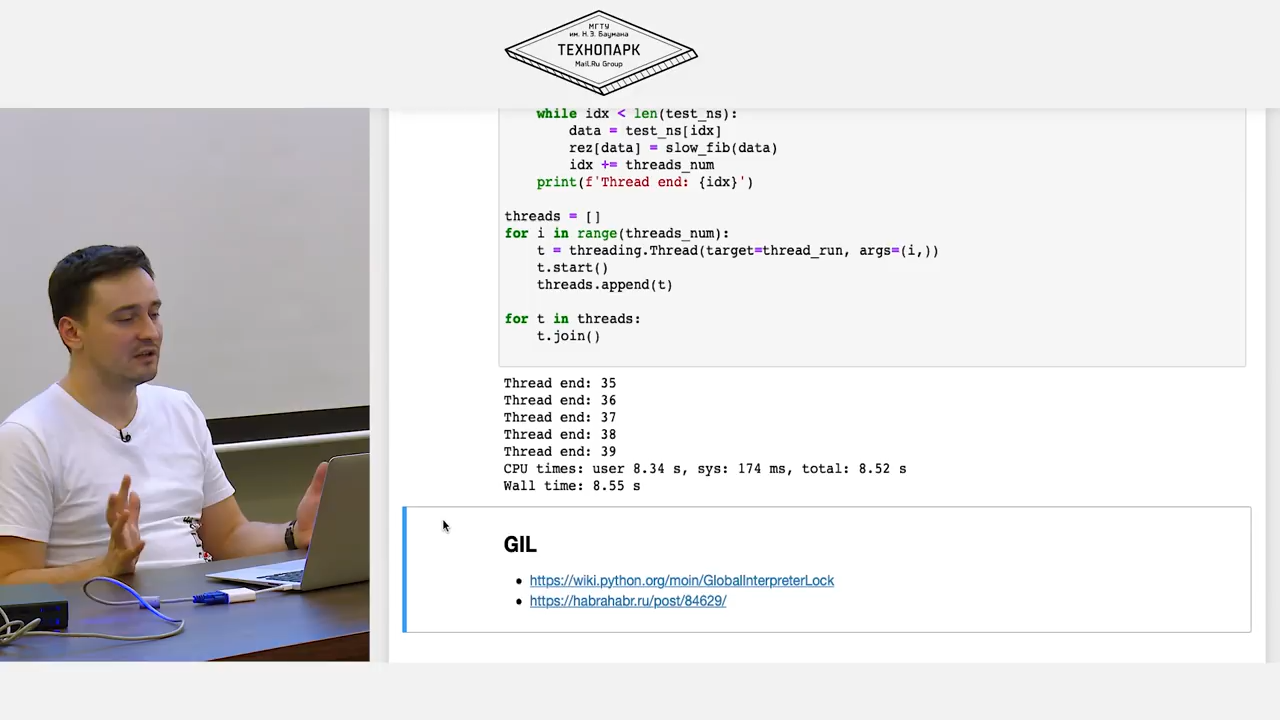 МГТУ
им. Н.Э. Баумана
ТЕХНОПАРК
Mail.Ru Group
while idx < len(test_ns):
data = test_ns[idx]
rez[data] = slow_fib(data)
idx += threads_num
print(f'Thread end: {idx}')
threads = []
for i in range(threads_num):
t = threading.Thread(target=thread_run, args=(i,))
t.start()
threads.append(t)
for t in threads:
t.join()
Thread end: 35
Thread end: 36
Thread end: 37
Thread end: 38
Thread end: 39
CPU times: user 8.34 s, sys: 174 ms, total: 8.52 s
Wall time: 8.55 s
GIL
https://wiki.python.org/moin/GlobalInterpreterLock
https://habrahabr.ru/post/84629/